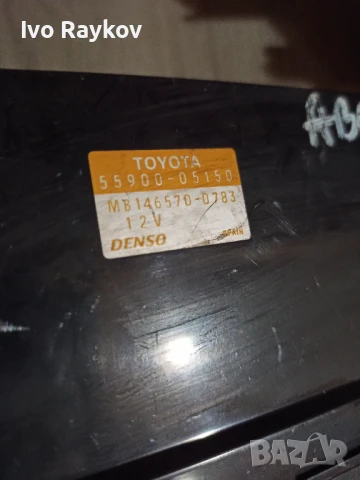 Ivo Raykov
TOYOTA
55900-05150
MB146570-0783
12V
DENSO
SPAIN
BAZAR